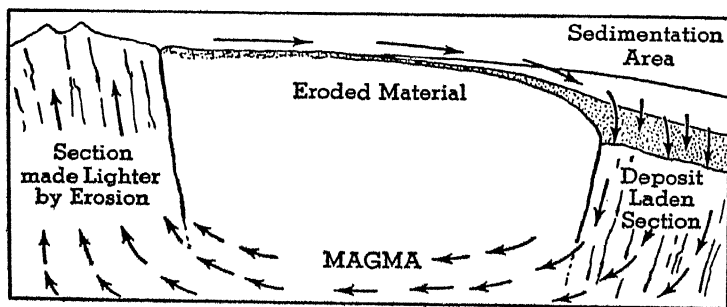 Sedimentation
Area
Eroded Material
Section
made Lighter
by Erosion
Deposit
Laden
Section
MAGMA